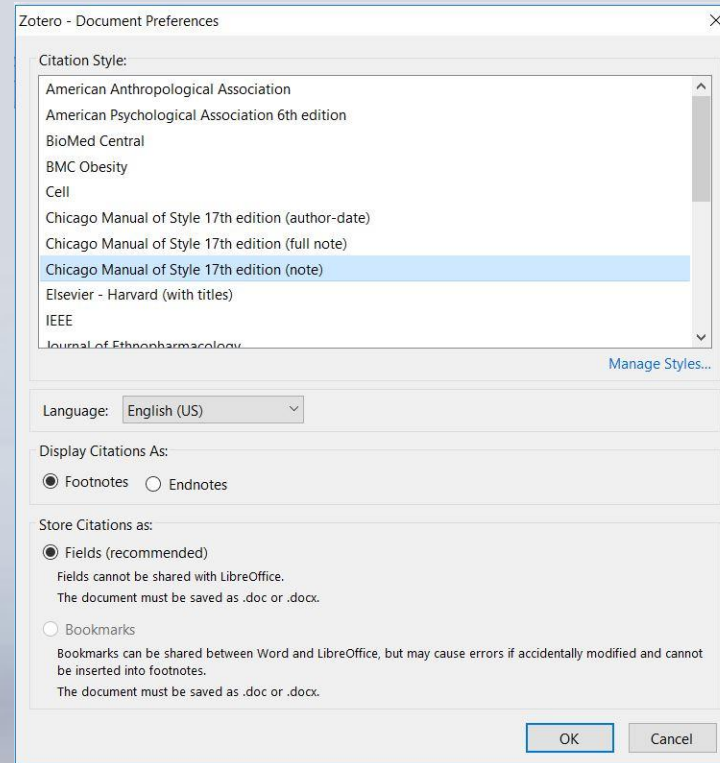 Zotero - Document Preferences
Citation Style:
American Anthropological Association
American Psychological Association 6th edition
BioMed Central
BMC Obesity
Cell
Chicago Manual of Style 17th edition (author-date)
Chicago Manual of Style 17th edition (full note)
Chicago Manual of Style 17th edition (note)
Elsevier - Harvard (with titles)
IEEE
Journal of Ethnopharmacology
Manage Styles...
Language: English (US)
Display Citations As:
Footnotes Endnotes
Store Citations as:
Fields (recommended)
Fields cannot be shared with LibreOffice.
The document must be saved as .doc or .docx.
Bookmarks
Bookmarks can be shared between Word and LibreOffice, but may cause errors if accidentally modified and cannot
be inserted into footnotes.
The document must be saved as .doc or .docx.
OK Cancel